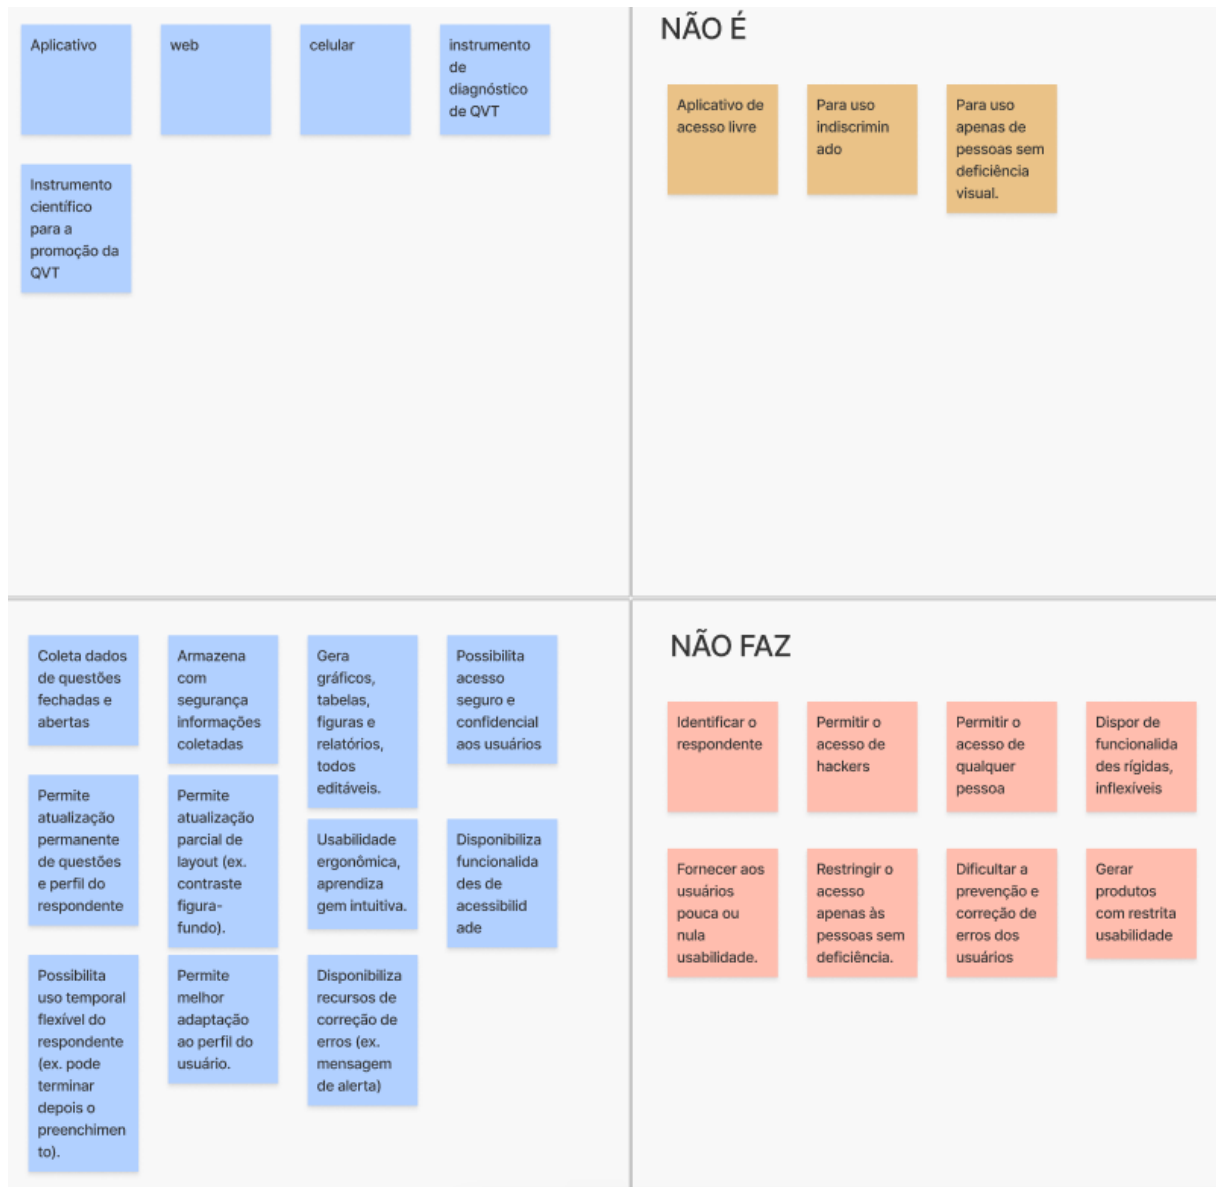 Aplicativo
web
celular
instrumento
de
diagnóstico
de QVT
Instrumento
científico
para a
promoção da
QVT
NÃO É
Aplicativo de
acesso livre
Para uso
indiscrimin
ado
Para uso
apenas de
pessoas sem
deficiência
visual.
Coleta dados
de questões
fechadas e
abertas
Armazena
com
segurança
informações
coletadas
Gera
gráficos,
tabelas,
figuras e
relatórios,
todos
editáveis.
Possibilita
acesso
seguro e
confidencial
aos usuários
Permite
atualização
permanente
de questões
e perfil do
respondente
Permite
atualização
parcial de
layout (ex.
contraste
figura-
fundo).
Usabilidade
ergonômica,
aprendiza
gem intuitiva.
Disponibiliza
funcionalida
des de
acessibilid
ade
Possibilita
uso temporal
flexível do
respondente
(ex. pode
terminar
depois o
preenchimen
to).
Permite
melhor
adaptação
ao perfil do
usuário.
Disponibiliza
recursos de
correção de
erros (ex.
mensagem
de alerta)
NÃO FAZ
Identificar o
respondente
Permitir o
acesso de
hackers
Permitir o
acesso de
qualquer
pessoa
Dispor de
funcionalida
des rígidas,
inflexíveis
Fornecer aos
usuários
pouca ou
nula
usabilidade.
Restringir o
acesso
apenas às
pessoas sem
deficiência.
Dificultar a
prevenção e
correção de
erros dos
usuários
Gerar
produtos
com restrita
usabilidade